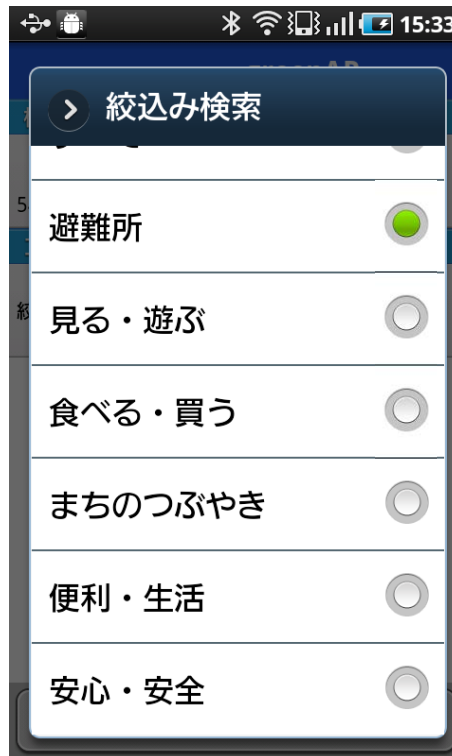 15:33
絞込み検索
避難所
見る・遊ぶ
食べる・買う
まちのつぶやき
便利・生活
安心・安全